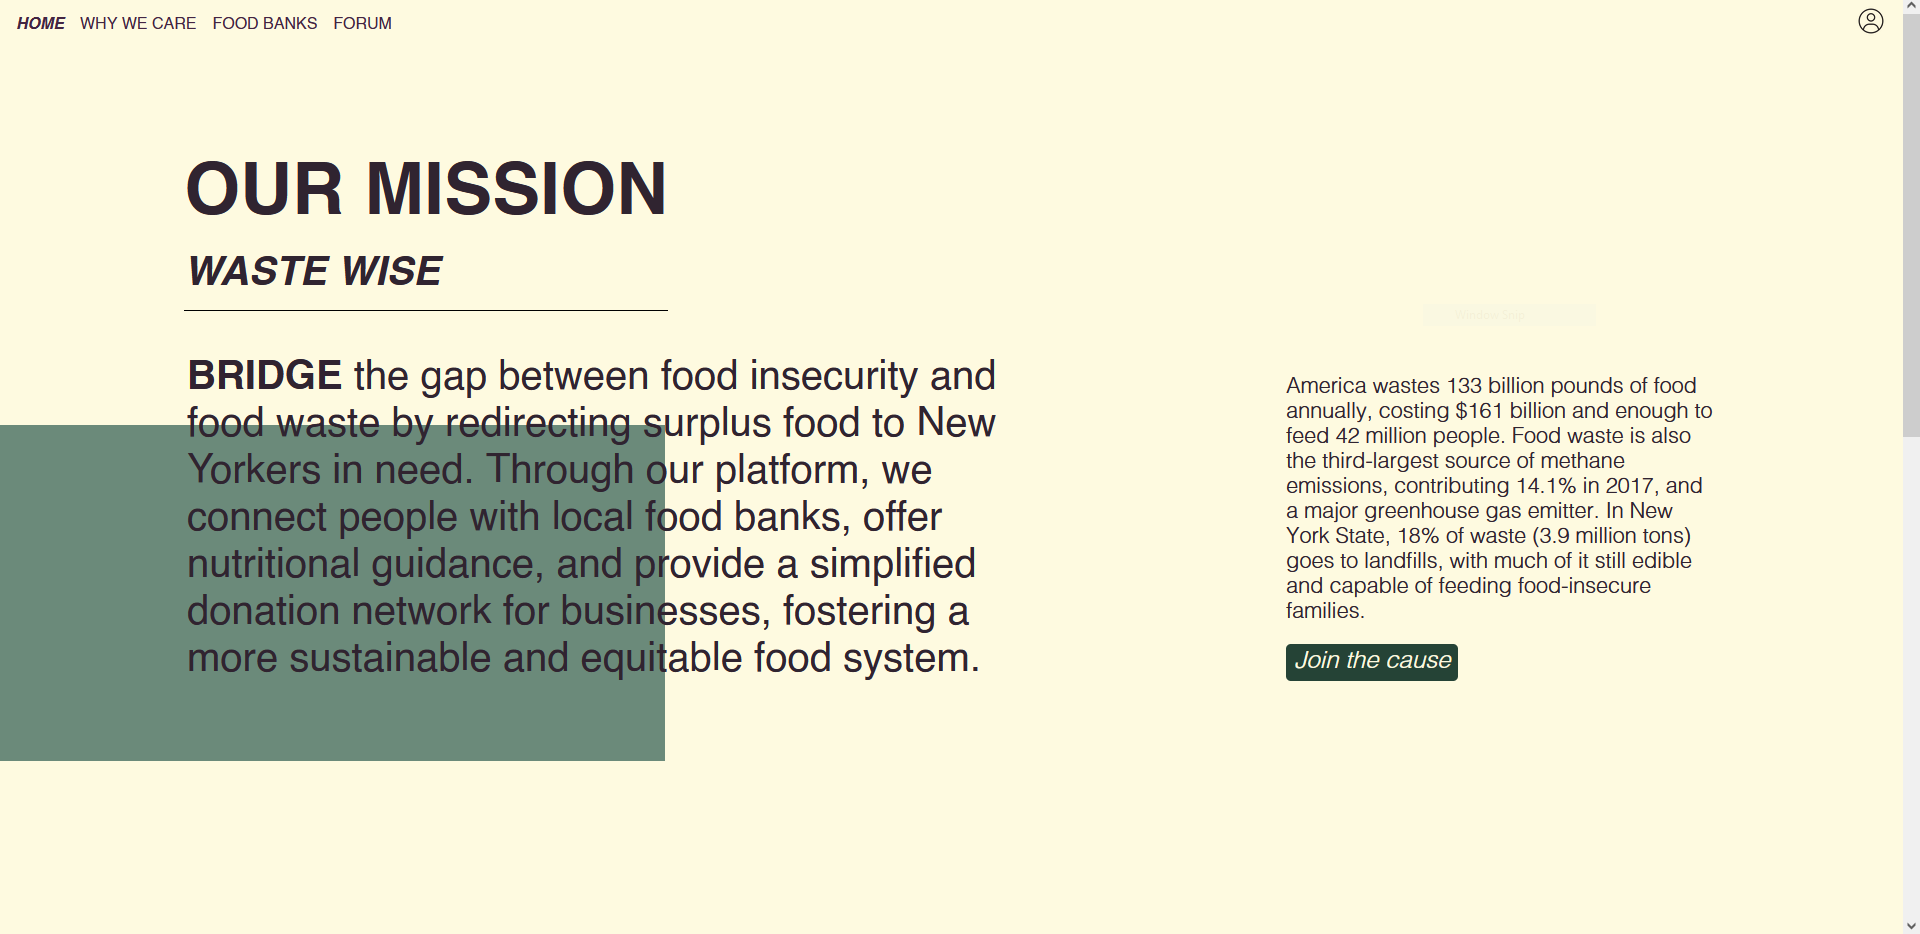 HOME WHY WE CARE FOOD BANKS FORUM
OUR MISSION
WASTE WISE
BRIDGE the gap between food insecurity and
food waste by redirecting surplus food to New
Yorkers in need. Through our platform, we
connect people with local food banks, offer
nutritional guidance, and provide a simplified
donation network for businesses, fostering a
more sustainable and equitable food system.
Window Snip
America wastes 133 billion pounds of food
annually, costing $161 billion and enough to
feed 42 million people. Food waste is also
the third-largest source of methane
emissions, contributing 14.1% in 2017, and
a major greenhouse gas emitter. In New
York State, 18% of waste (3.9 million tons)
goes to landfills, with much of it still edible
and capable of feeding food-insecure
families.
Join the cause